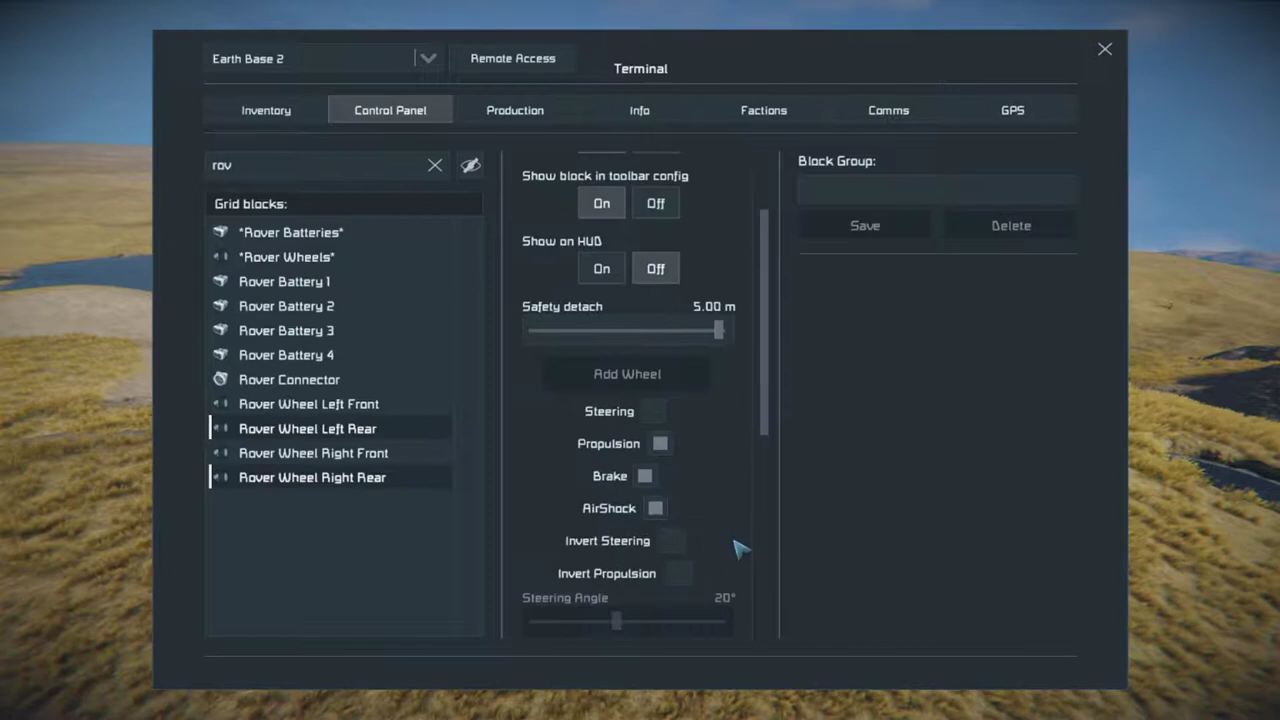 Earth Base 2
Remote Access
Terminal
Inventory
Control Panel
Production
Info
Factions
Comms
GPS
rov
Grid blocks:
*Rover Batteries*
*Rover Wheels*
Rover Battery 1
Rover Battery 2
Rover Battery 3
Rover Battery 4
Rover Connector
Rover Wheel Left Front
Rover Wheel Left Rear
Rover Wheel Right Front
Rover Wheel Right Rear
Show block in toolbar config
On Off
Show on HUD
On Off
Safety detach 5.00 m
Add Wheel
Steering
Propulsion
Brake
AirShock
Invert Steering
Invert Propulsion
Steering Angle 20°
Block Group:
Save Delete